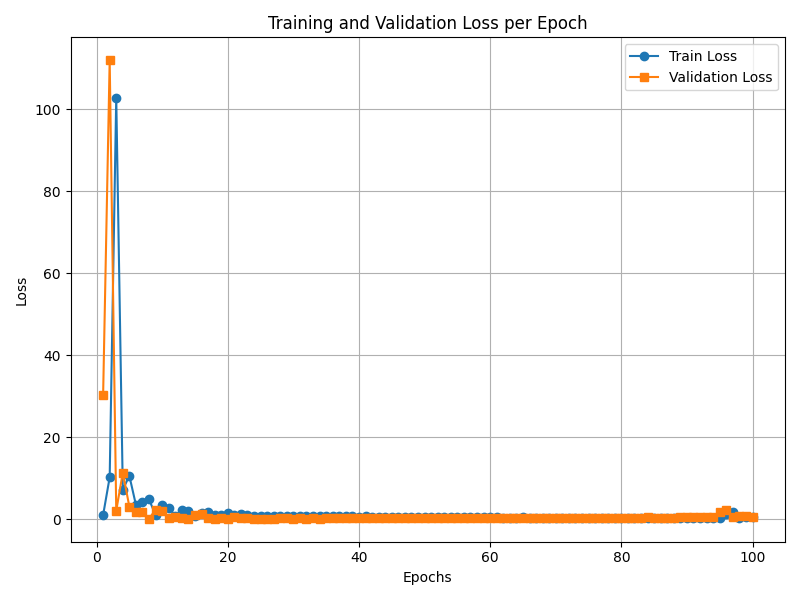 Training and Validation Loss per Epoch
Train Loss
Validation Loss
100
80
60
40
20
0
Loss
0 20 40 60 80 100
Epochs